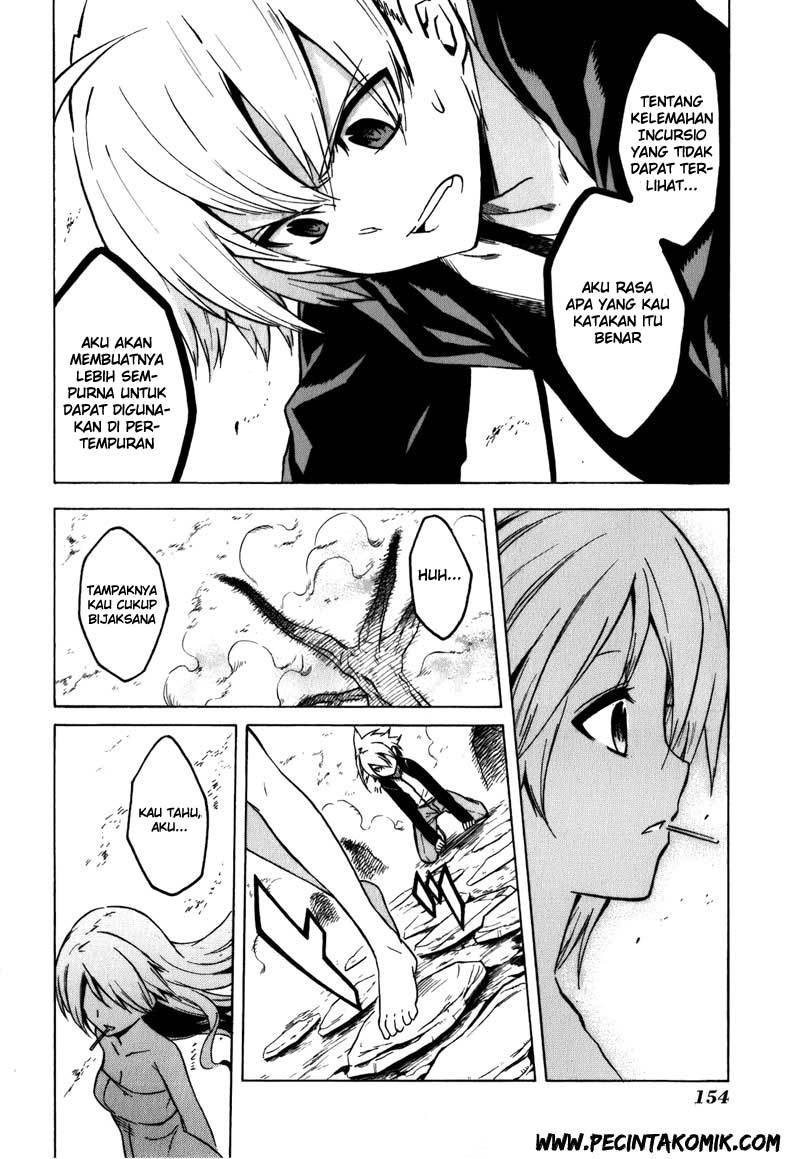 TENTANG
KELEMAHAN
INCURSIO
YANG TIDAK
DAPAT TER-
LIHAT...
AKU RASA
APA YANG KAU
KATAKAN ITU
BENAR
AKU AKAN
MEMBUATNYA
LEBIH SEM-
PURNA UNTUK
DAPAT DIGUNA-
KAN DI PER-
TEMPURAN
HUH...
TAMPAKNYA
KAU CUKUP
BIJAKSANA
KAU TAHU,
AKU...
154
WWW.PECINTAKOMIK.COM